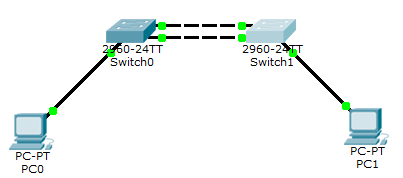 2960-24TT
Switch0
2960-24TT
Switch1
PC-PT
PC0
PC-PT
PC1